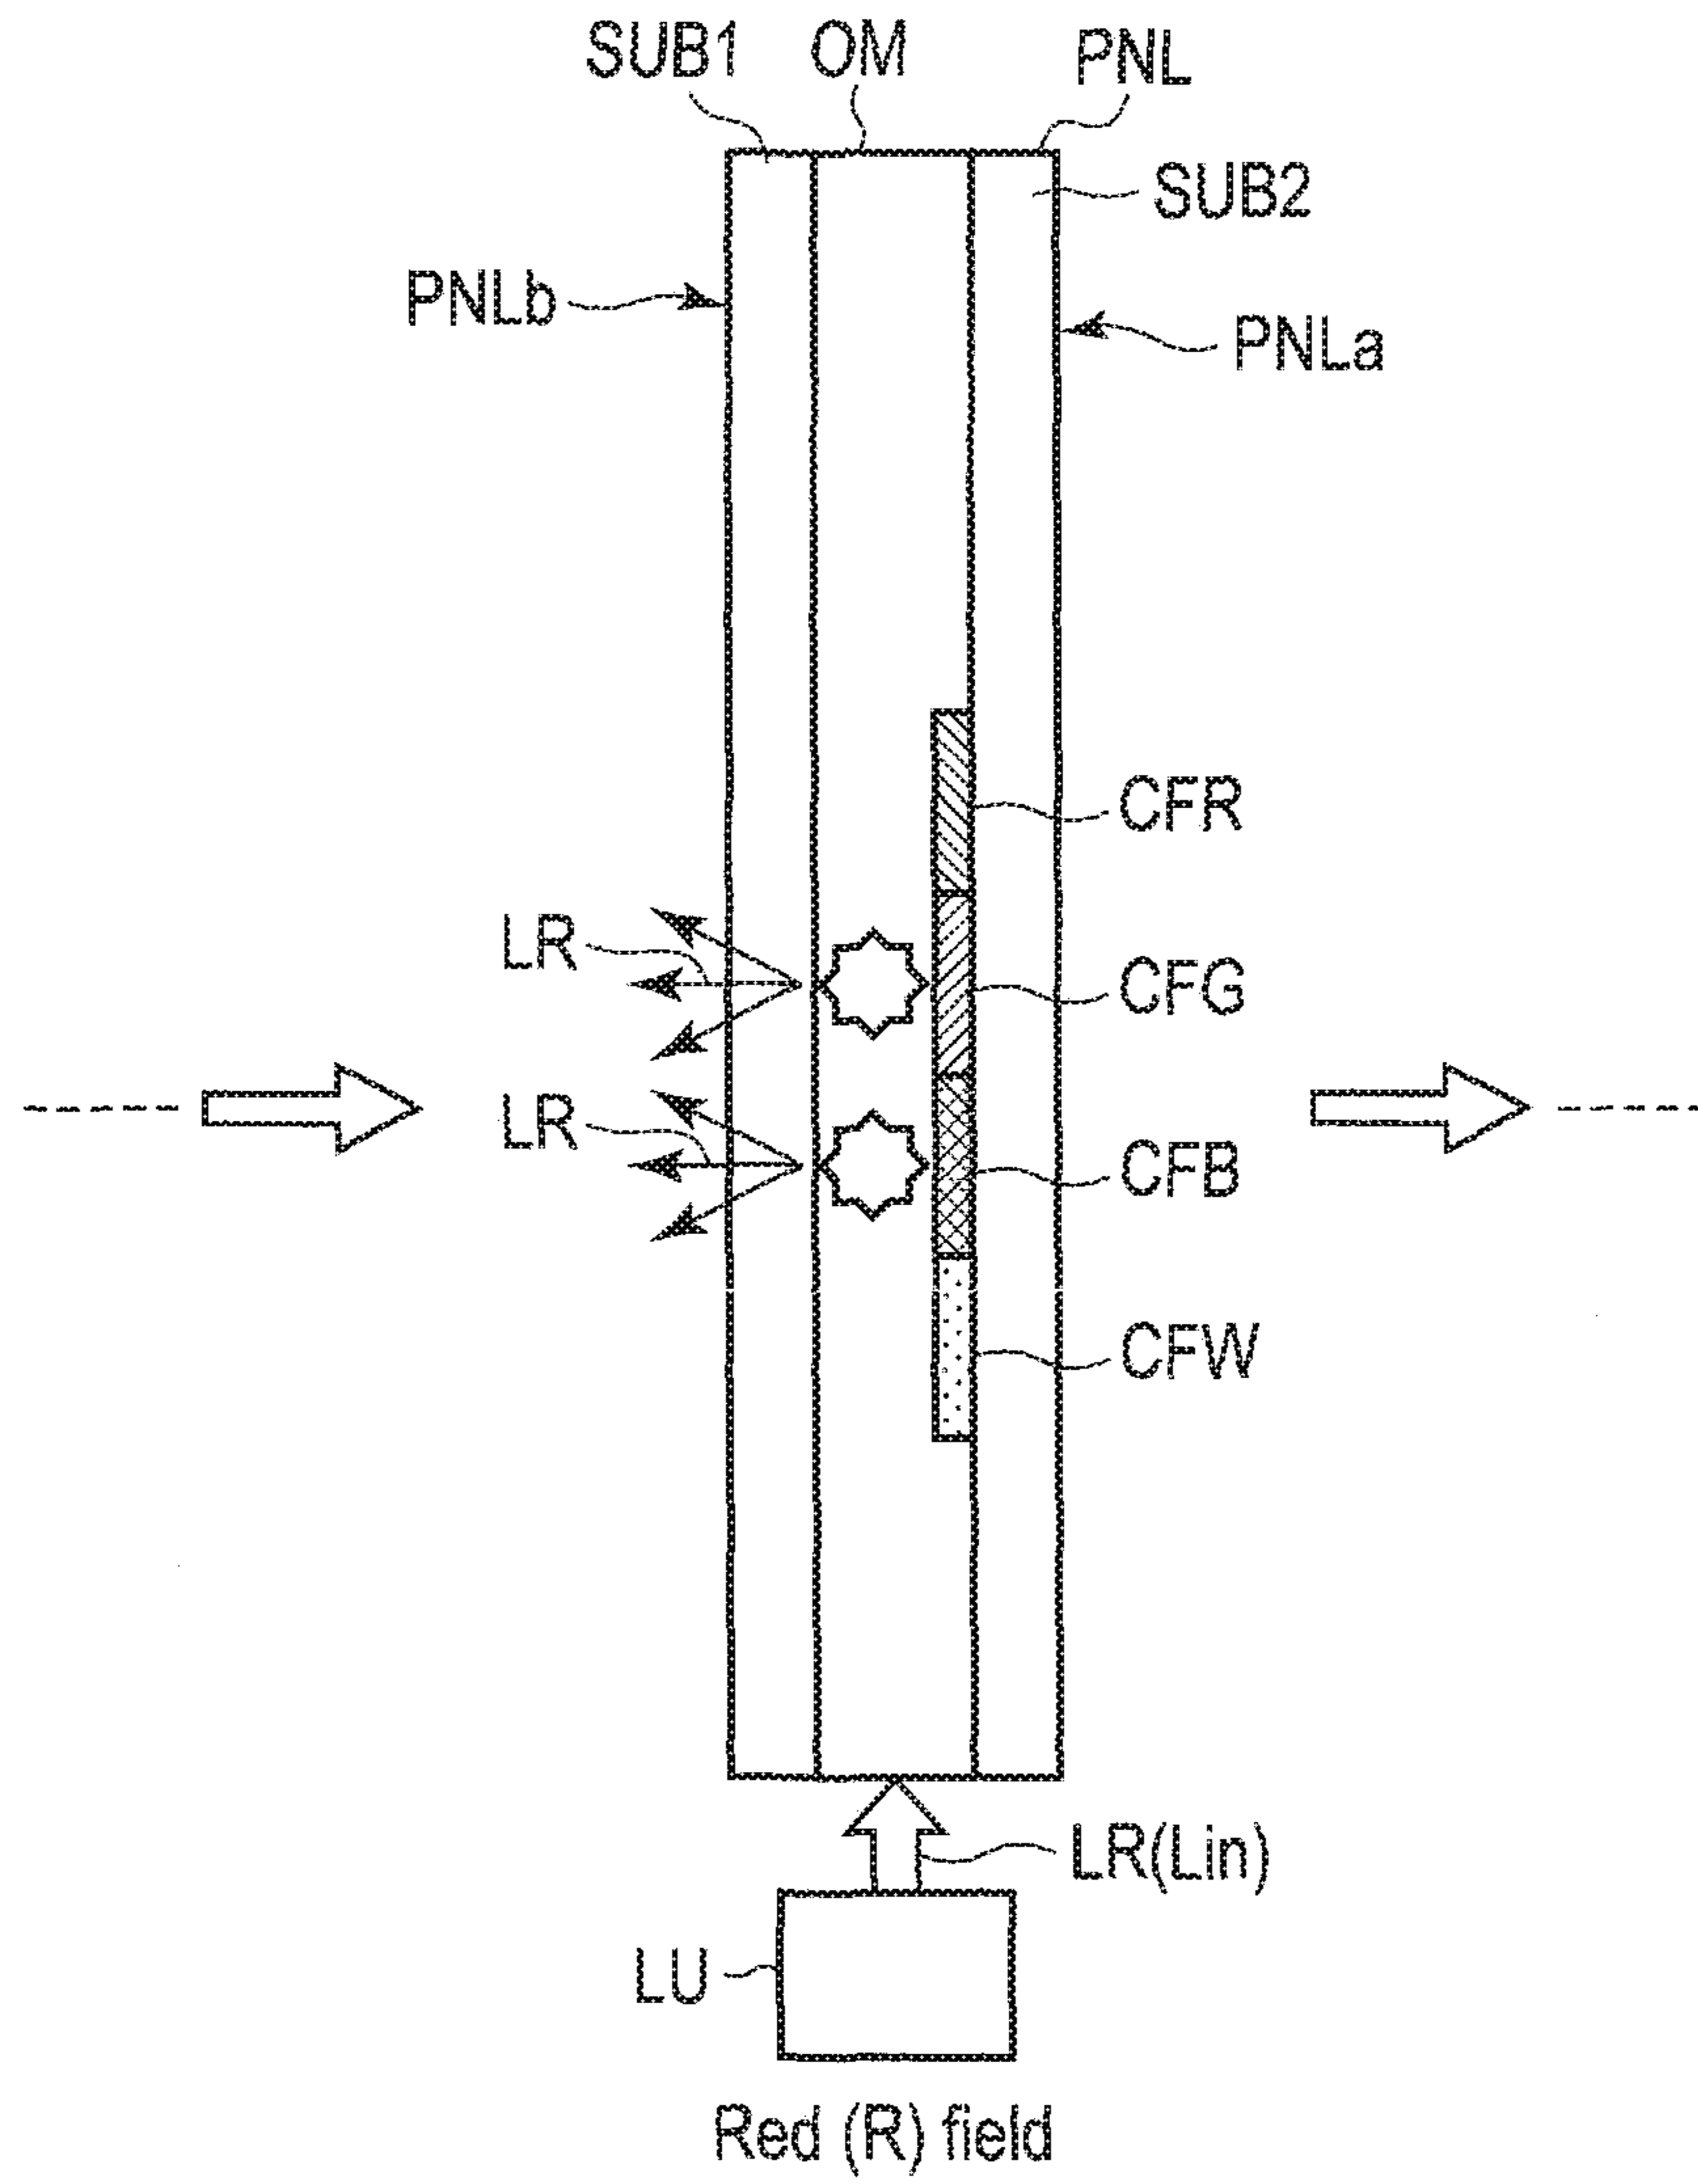 SUB1 OM PNL
SUB2
PNLb
PNLa
CFR
LR
CFG
LR
CFB
CFW
LR(Lin)
LU
Red (R) field